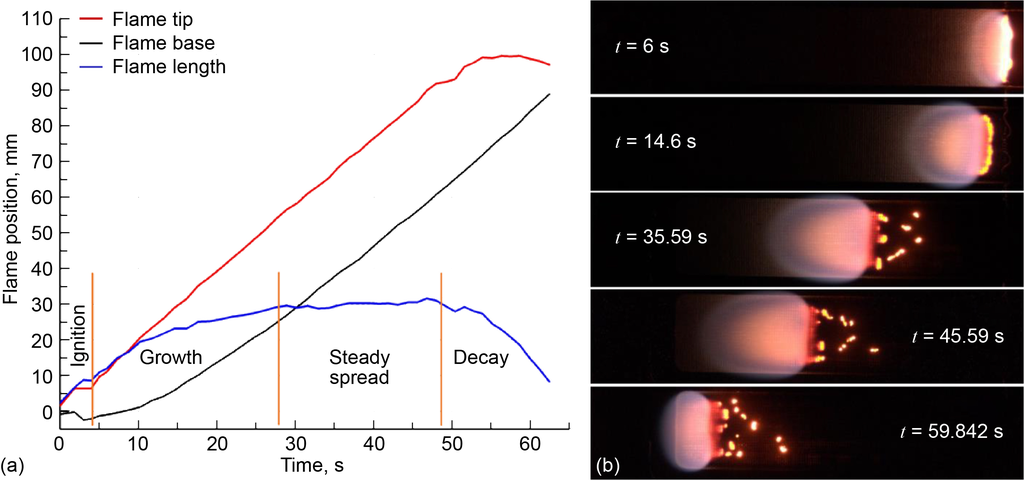 110
100
90
80
70
60
50
40
30
20
10
0
Flame position, mm
Flame tip
Flame base
Flame length
Ignition
Growth
Steady
spread
Decay
0 10 20 30 40 50 60
Time, s
(a)
t = 6 s
t = 14.6 s
t = 35.59 s
t = 45.59 s
t = 59.842 s
(b)